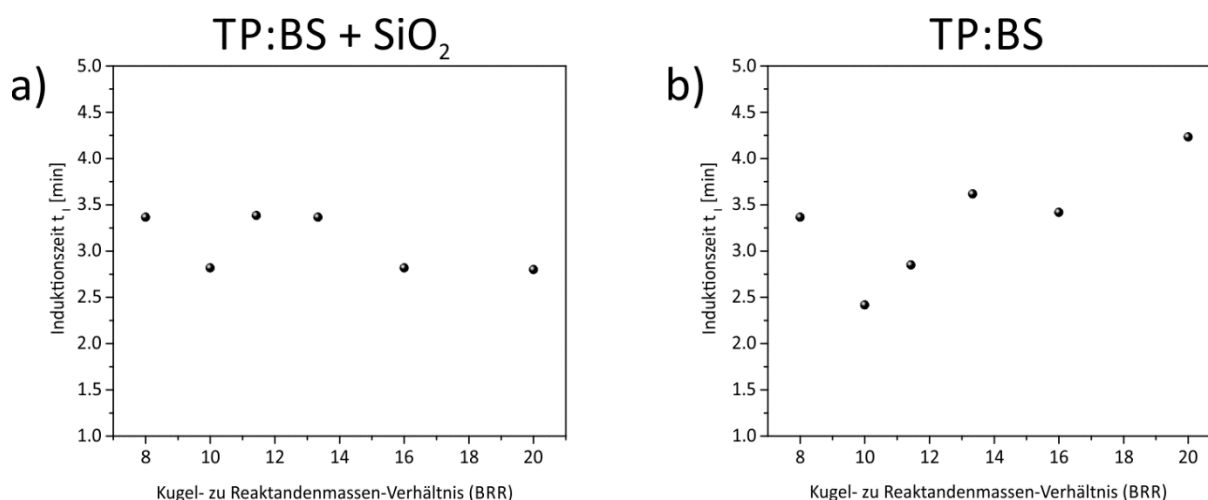 TP:BS + SiO₂
a)
Induktionszeit t_I [min]
5.0
4.5
4.0
3.5
3.0
2.5
2.0
1.5
1.0
8 10 12 14 16 18 20
Kugel- zu Reaktandenmassen-Verhältnis (BRR)
TP:BS
b)
Induktionszeit t_I [min]
5.0
4.5
4.0
3.5
3.0
2.5
2.0
1.5
1.0
8 10 12 14 16 18 20
Kugel- zu Reaktandenmassen-Verhältnis (BRR)